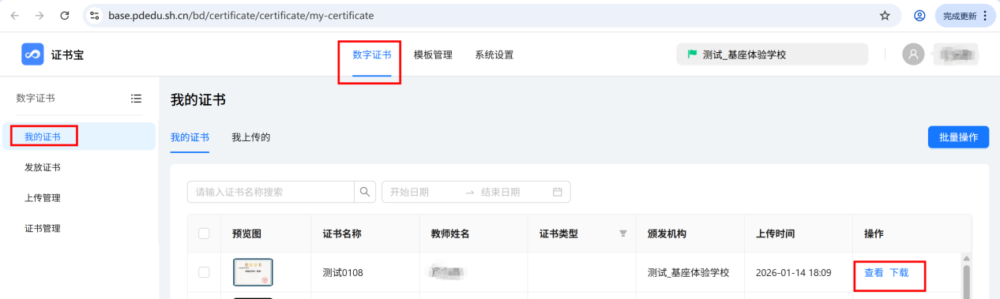 base.pdedu.sh.cn/bd/certificate/certificate/my-certificate
完成更新
证书宝
数字证书 模板管理 系统设置
测试_基座体验学校
数字证书
我的证书
发放证书
上传管理
证书管理
我的证书
我的证书 我上传的
批量操作
请输入证书名称搜索 开始日期 结束日期
预览图 证书名称 教师姓名 证书类型 颁发机构 上传时间 操作
测试0108 测试_基座体验学校 2026-01-14 18:09 查看 下载